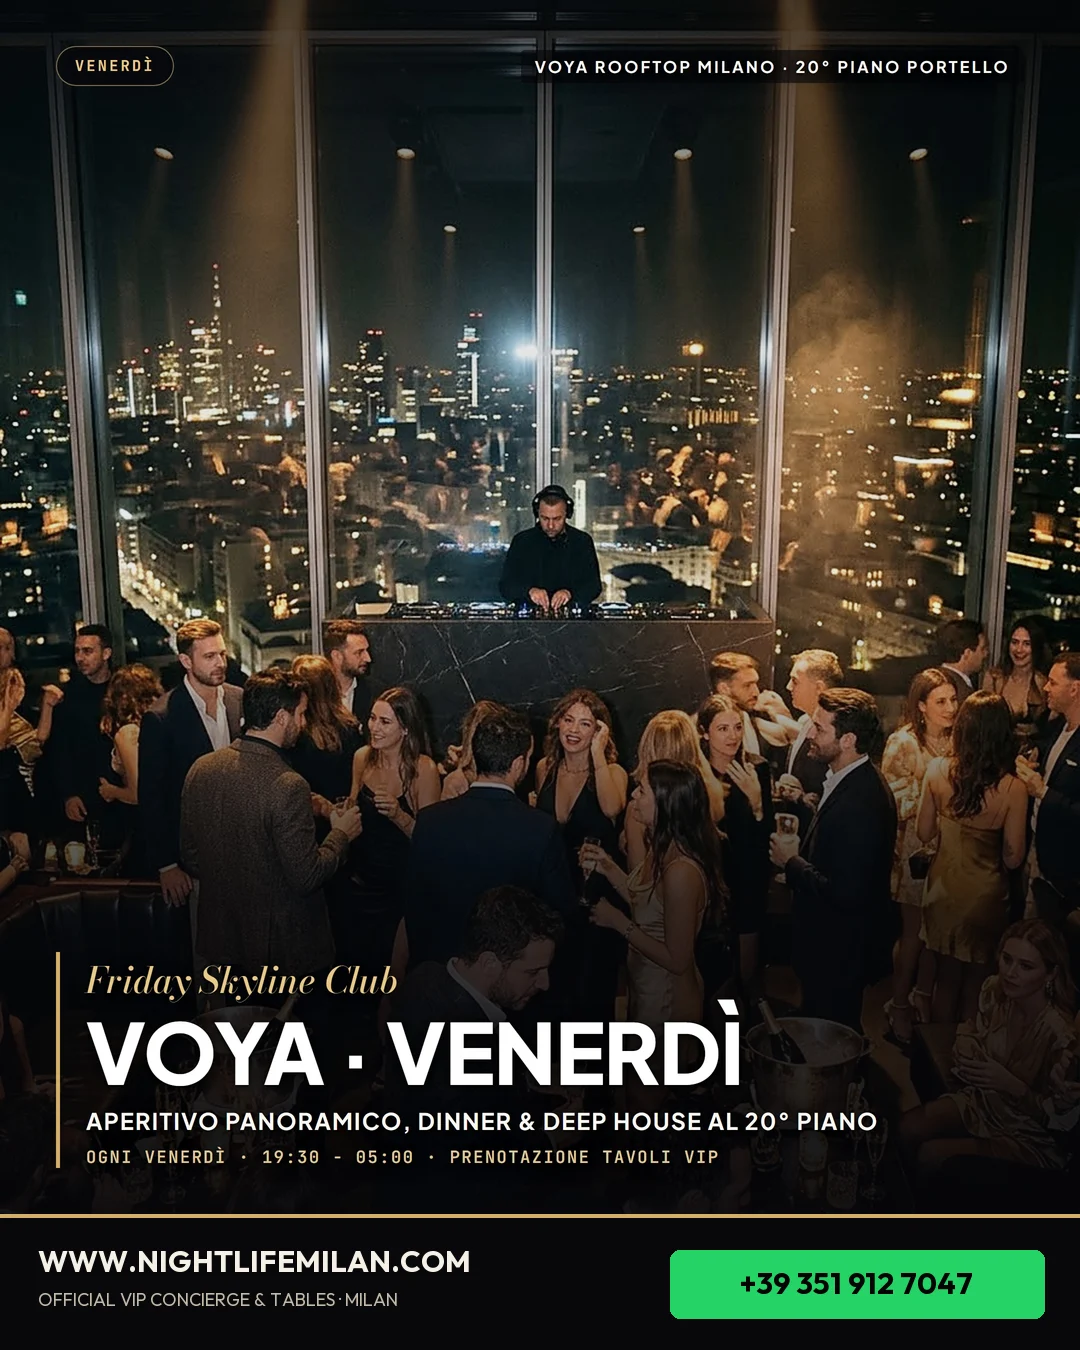 VENERDÌ
VOYA ROOFTOP MILANO · 20° PIANO PORTELLO
Friday Skyline Club
VOYA · VENERDÌ
APERITIVO PANORAMICO, DINNER & DEEP HOUSE AL 20° PIANO
OGNI VENERDÌ · 19:30 - 05:00 · PRENOTAZIONE TAVOLI VIP
WWW.NIGHTLIFEMILAN.COM
OFFICIAL VIP CONCIERGE & TABLES · MILAN
+39 351 912 7047